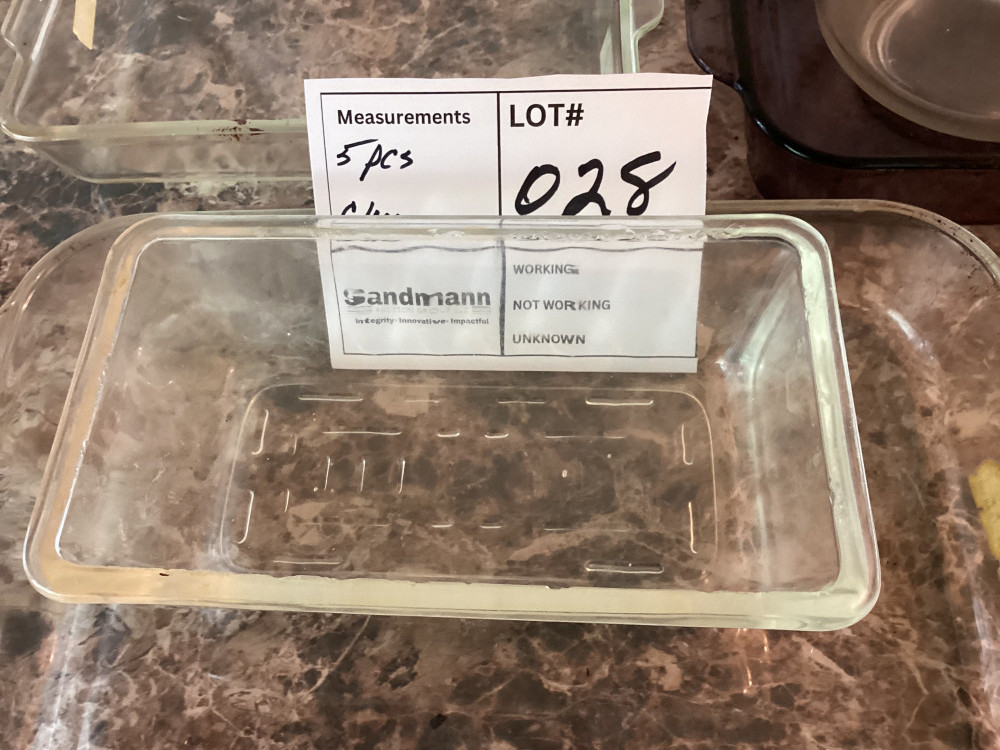 Measurements
LOT#
5 pcs
028
WORKING
Sandmann
NOT WORKING
Integrity- Innovative- Impactful
UNKNOWN